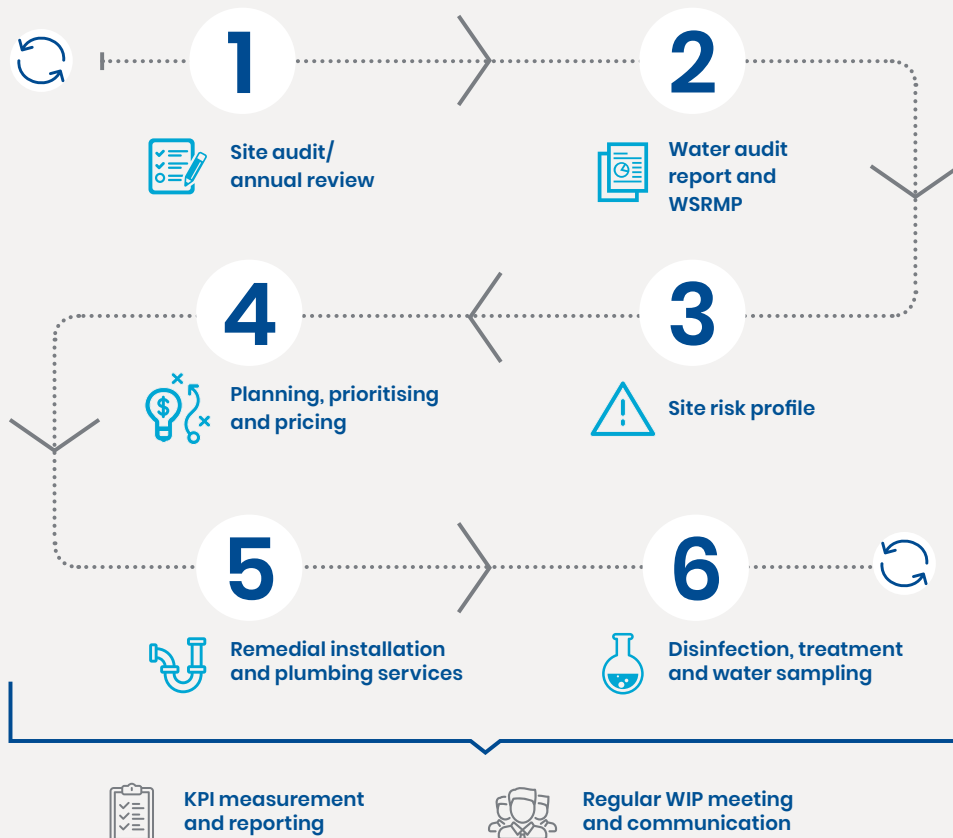 1
Site audit/
annual review
2
Water audit
report and
WSRMP
3
Site risk profile
4
Planning, prioritising
and pricing
5
Remedial installation
and plumbing services
6
Disinfection, treatment
and water sampling
KPI measurement
and reporting
Regular WIP meeting
and communication